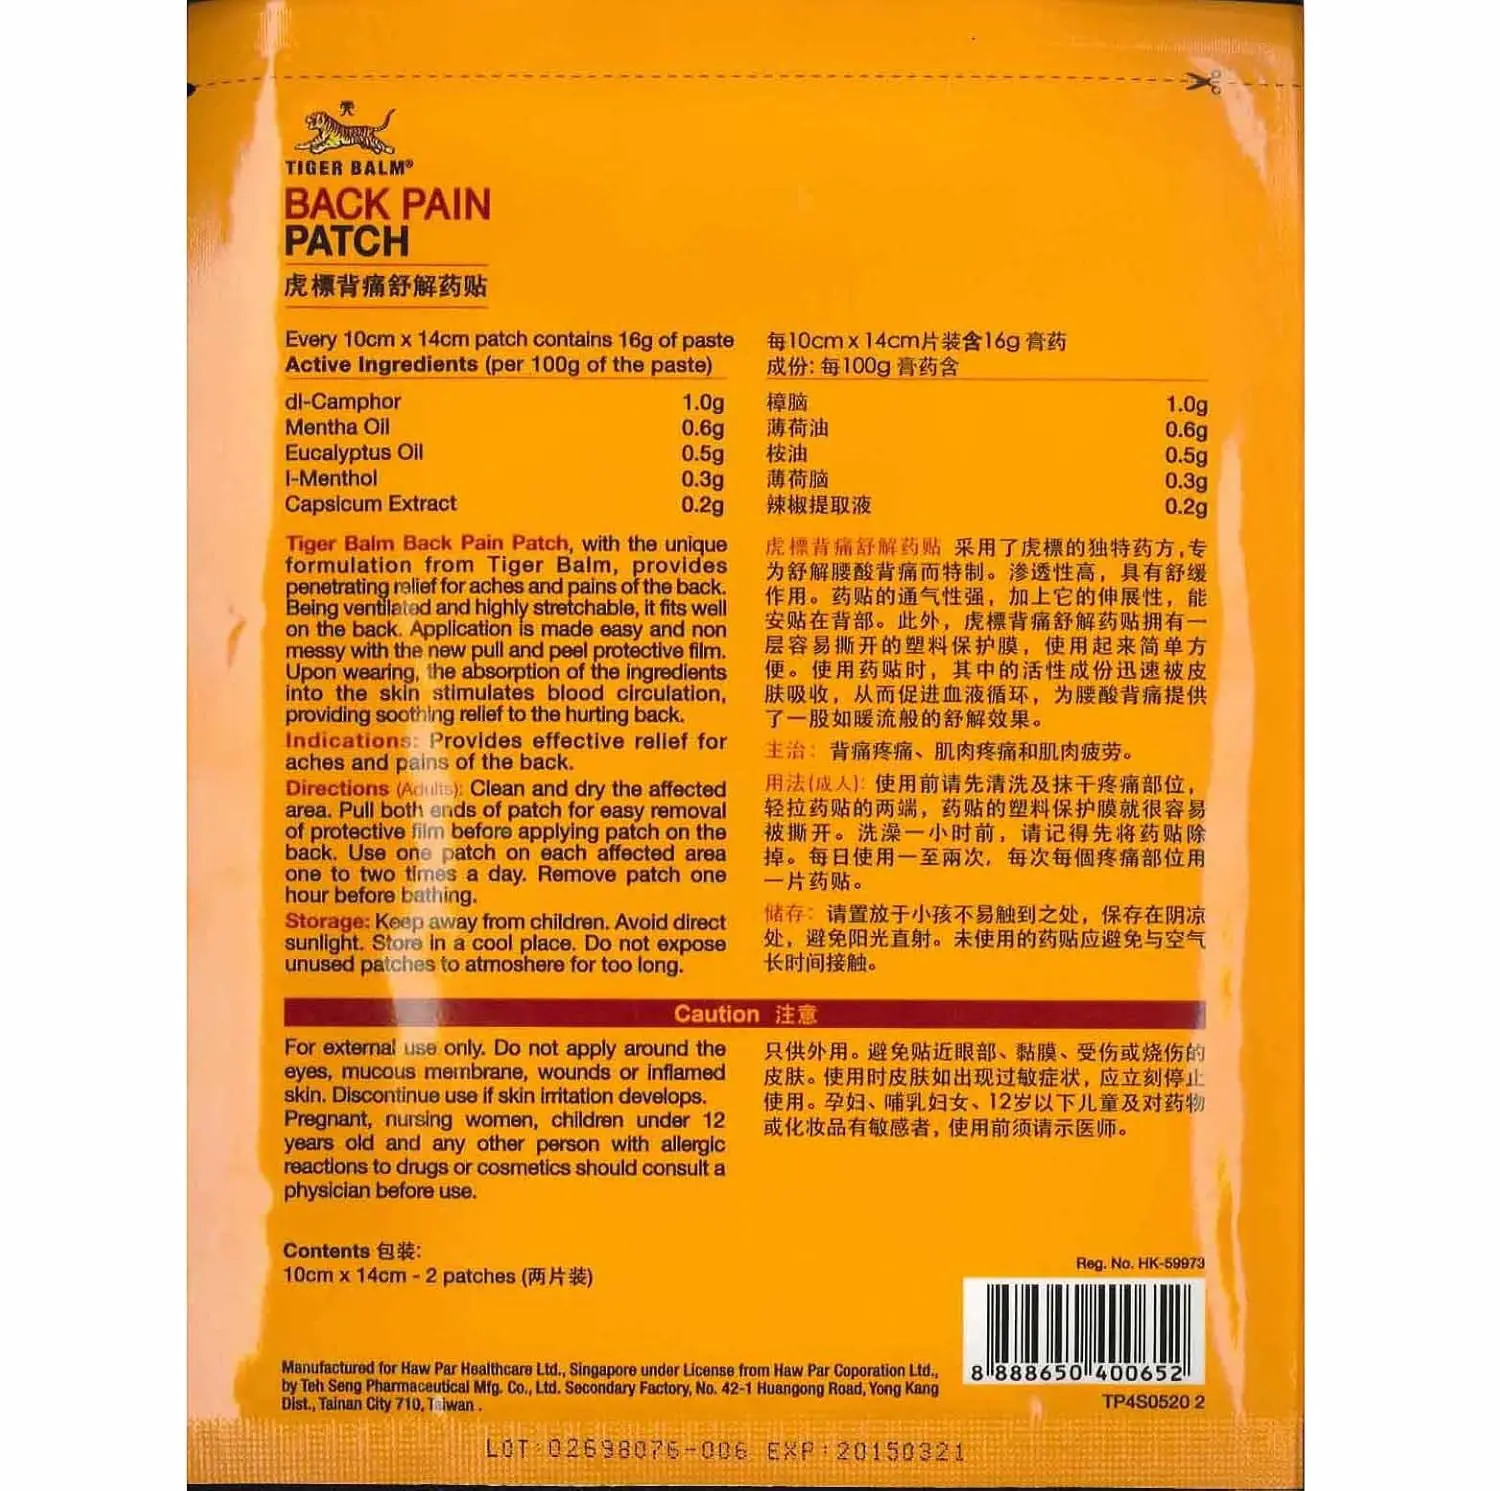 TIGER BALM®
BACK PAIN
PATCH
虎標背痛舒解药贴
Every 10cm x 14cm patch contains 16g of paste
Active Ingredients (per 100g of the paste)
dl-Camphor 1.0g
Mentha Oil 0.6g
Eucalyptus Oil 0.5g
l-Menthol 0.3g
Capsicum Extract 0.2g
Tiger Balm Back Pain Patch, with the unique
formulation from Tiger Balm, provides
penetrating relief for aches and pains of the back.
Being ventilated and highly stretchable, it fits well
on the back. Application is made easy and non
messy with the new pull and peel protective film.
Upon wearing, the absorption of the ingredients
into the skin stimulates blood circulation,
providing soothing relief to the hurting back.
Indications: Provides effective relief for
aches and pains of the back.
Directions (Adults): Clean and dry the affected
area. Pull both ends of patch for easy removal
of protective film before applying patch on the
back. Use one patch on each affected area
one to two times a day. Remove patch one
hour before bathing.
Storage: Keep away from children. Avoid direct
sunlight. Store in a cool place. Do not expose
unused patches to atmoshere for too long.
每10cm x 14cm片装含16g 膏药
成份: 每100g 膏药含
樟脑 1.0g
薄荷油 0.6g
桉油 0.5g
薄荷脑 0.3g
辣椒提取液 0.2g
虎標背痛舒解药贴 采用了虎標的独特药方,专
为舒解腰酸背痛而特制。渗透性高，具有舒缓
作用。药贴的通气性强，加上它的伸展性，能
安贴在背部。此外，虎標背痛舒解药贴拥有一
层容易撕开的塑料保护膜，使用起来简单方
便。使用药贴时，其中的活性成份迅速被皮
肤吸收，从而促进血液循环，为腰酸背痛提供
了一股如暖流般的舒解效果。
主治：背痛疼痛、肌肉疼痛和肌肉疲劳。
用法(成人)：使用前请先清洗及抹干疼痛部位，
轻拉药贴的两端，药贴的塑料保护膜就很容易
被撕开。洗澡一小时前，请记得先将药贴除
掉。每日使用一至兩次，每次每個疼痛部位用
一片药贴。
储存：请置放于小孩不易触到之处，保存在阴凉
处，避免阳光直射。未使用的药贴应避免与空气
长时间接触。
Caution 注意
For external use only. Do not apply around the
eyes, mucous membrane, wounds or inflamed
skin. Discontinue use if skin irritation develops.
Pregnant, nursing women, children under 12
years old and any other person with allergic
reactions to drugs or cosmetics should consult a
physician before use.
只供外用。避免贴近眼部、黏膜、受伤或烧伤的
皮肤。使用时皮肤如出现过敏症状，应立刻停止
使用。孕妇、哺乳妇女、12岁以下儿童及对药物
或化妆品有敏感者，使用前须请示医师。
Contents 包装:
10cm x 14cm - 2 patches (两片装)
Reg. No. HK-59973
8 888650 400652
TP4S0520 2
Manufactured for Haw Par Healthcare Ltd., Singapore under License from Haw Par Coporation Ltd.,
by Teh Seng Pharmaceutical Mfg. Co., Ltd. Secondary Factory, No. 42-1 Huangong Road, Yong Kang
Dist., Tainan City 710, Taiwan .
LOT:02698076-006 EXP:20150321